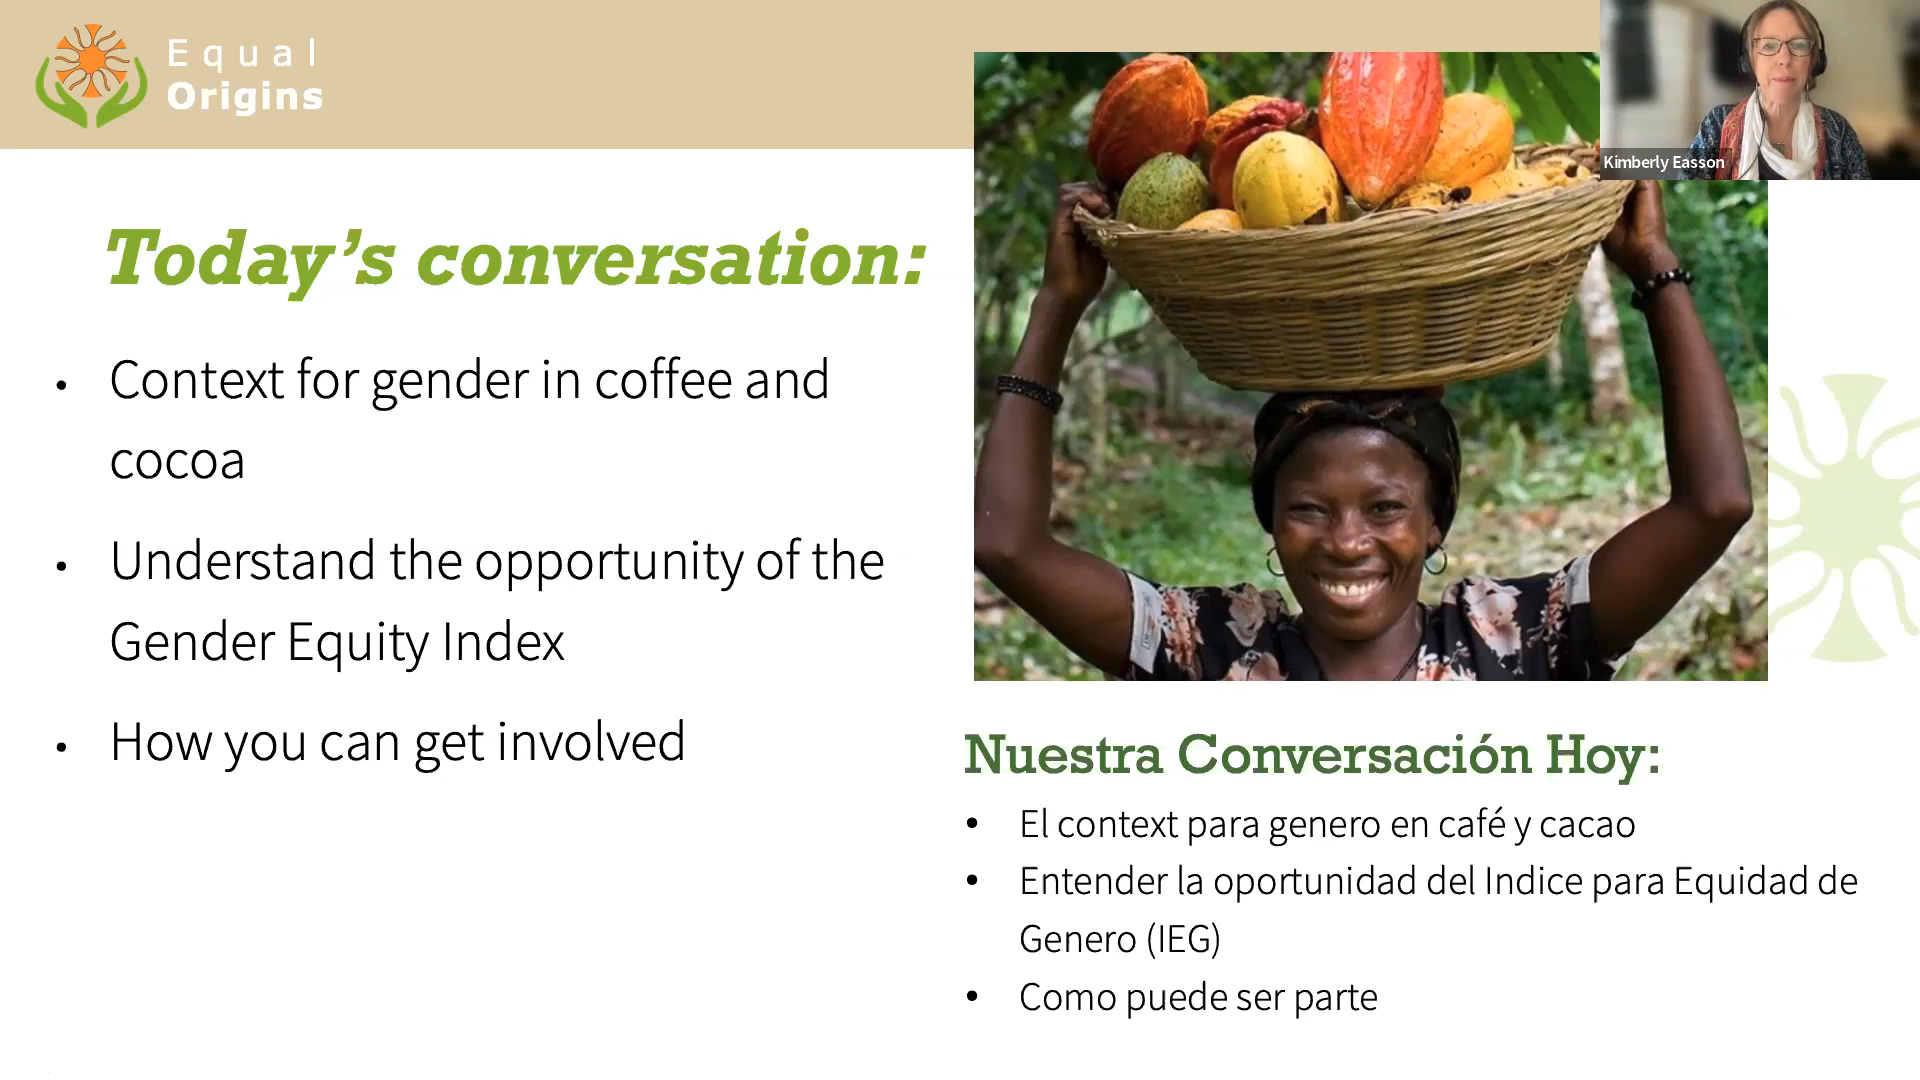 Equal
Origins
Kimberly Easson
Today's conversation:
• Context for gender in coffee and
cocoa
• Understand the opportunity of the
Gender Equity Index
• How you can get involved
Nuestra Conversación Hoy:
• El context para genero en café y cacao
• Entender la oportunidad del Indice para Equidad de
Genero (IEG)
• Como puede ser parte